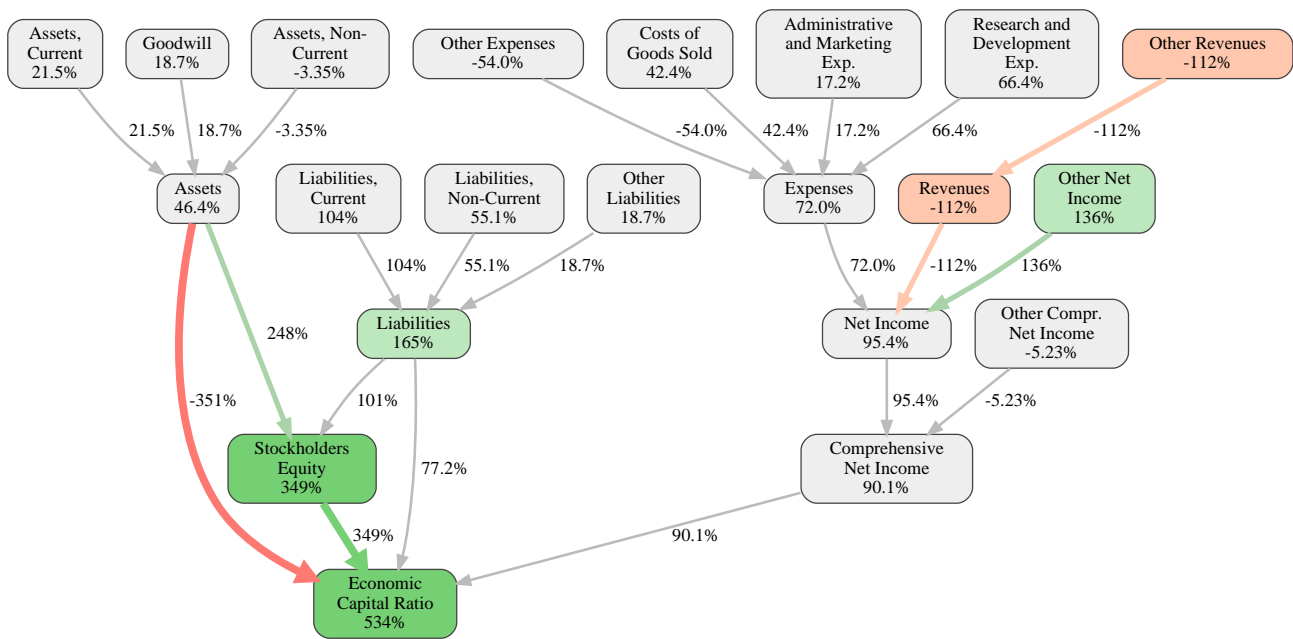 Assets,
Current
21.5%
Goodwill
18.7%
Assets, Non-
Current
-3.35%
Other Expenses
-54.0%
Costs of
Goods Sold
42.4%
Administrative
and Marketing
Exp.
17.2%
Research and
Development
Exp.
66.4%
Other Revenues
-112%
21.5%
18.7%
-3.35%
-54.0%
42.4%
17.2%
66.4%
-112%
Assets
46.4%
Liabilities,
Current
104%
Liabilities,
Non-Current
55.1%
Other
Liabilities
18.7%
Expenses
72.0%
Revenues
-112%
Other Net
Income
136%
104%
55.1%
18.7%
72.0%
-112%
136%
248%
Liabilities
165%
Net Income
95.4%
Other Compr.
Net Income
-5.23%
-351%
101%
95.4%
-5.23%
Stockholders
Equity
349%
77.2%
Comprehensive
Net Income
90.1%
349%
90.1%
Economic
Capital Ratio
534%